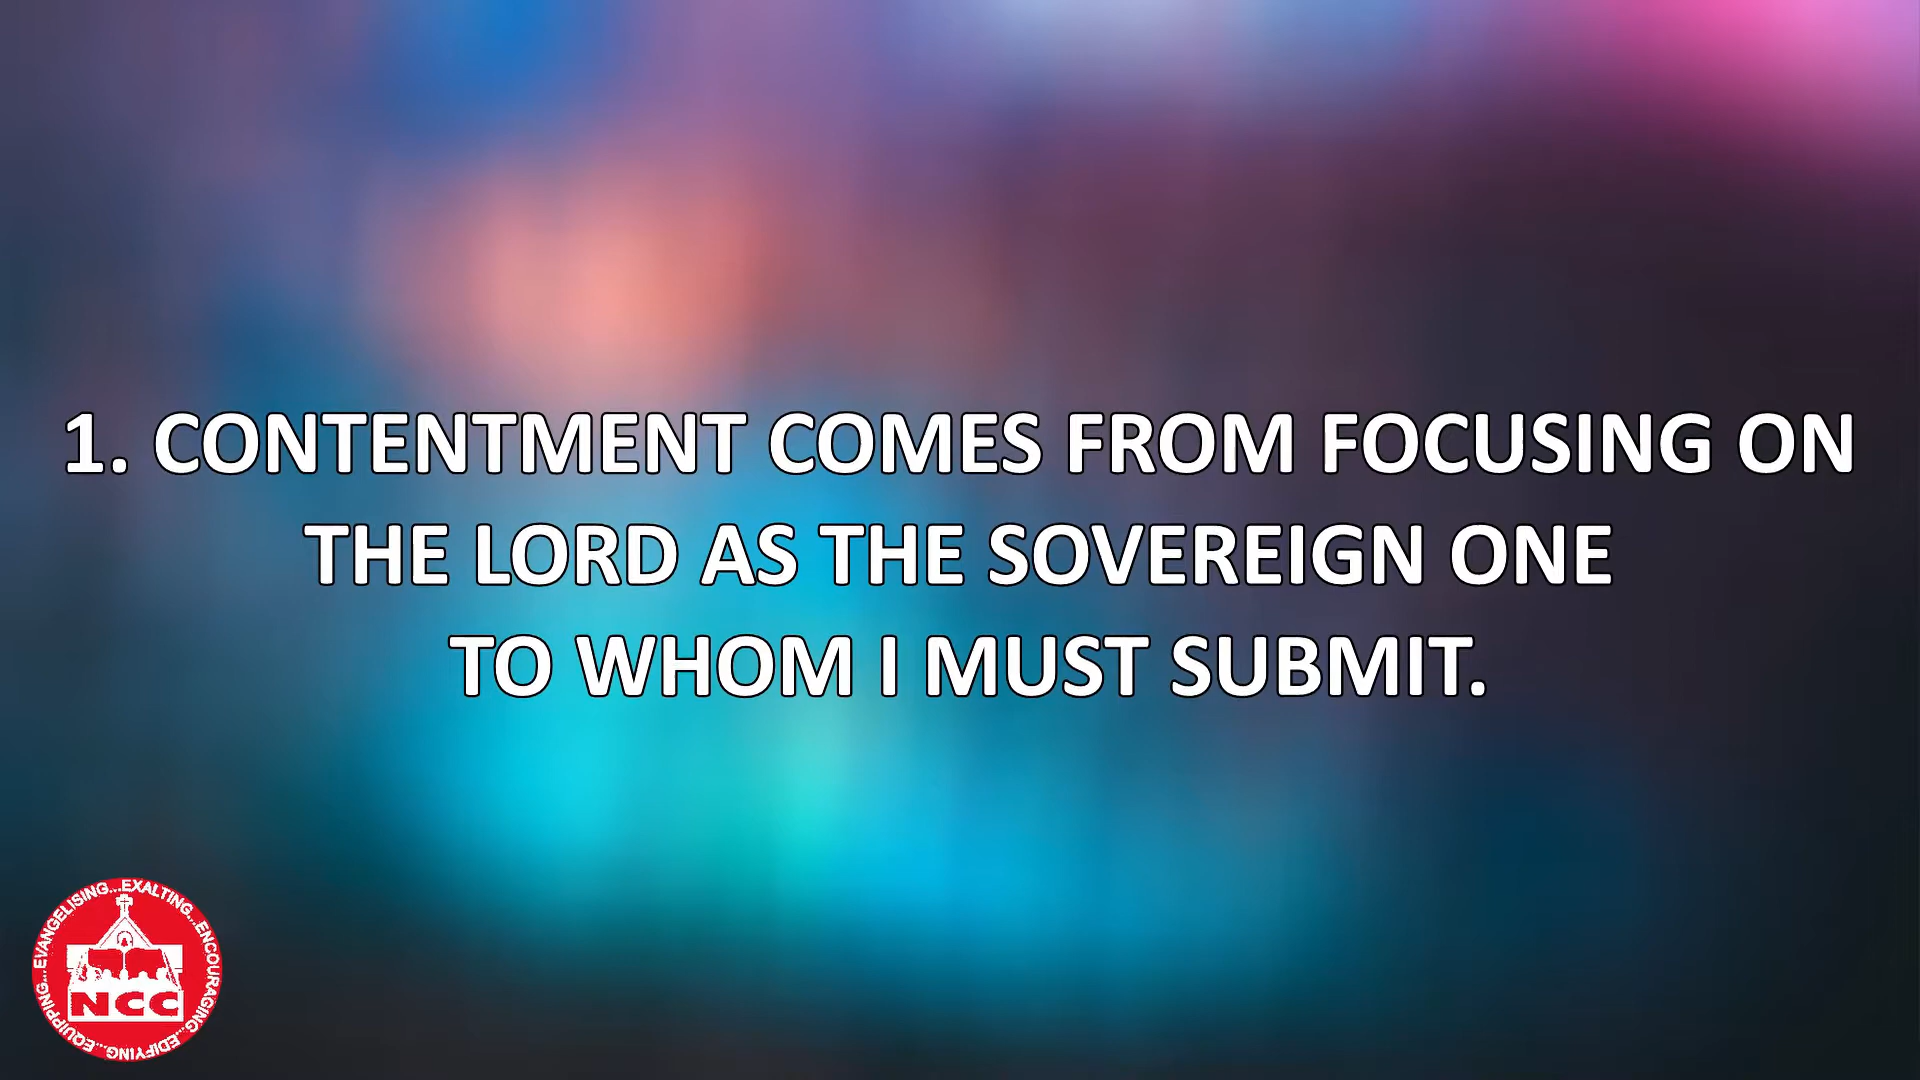 1. CONTENTMENT COMES FROM FOCUSING ON
THE LORD AS THE SOVEREIGN ONE
TO WHOM I MUST SUBMIT.
EVANGELISING...EXALTING...ENCOURAGING...EDIFYING...EQUIPPING...
NCC